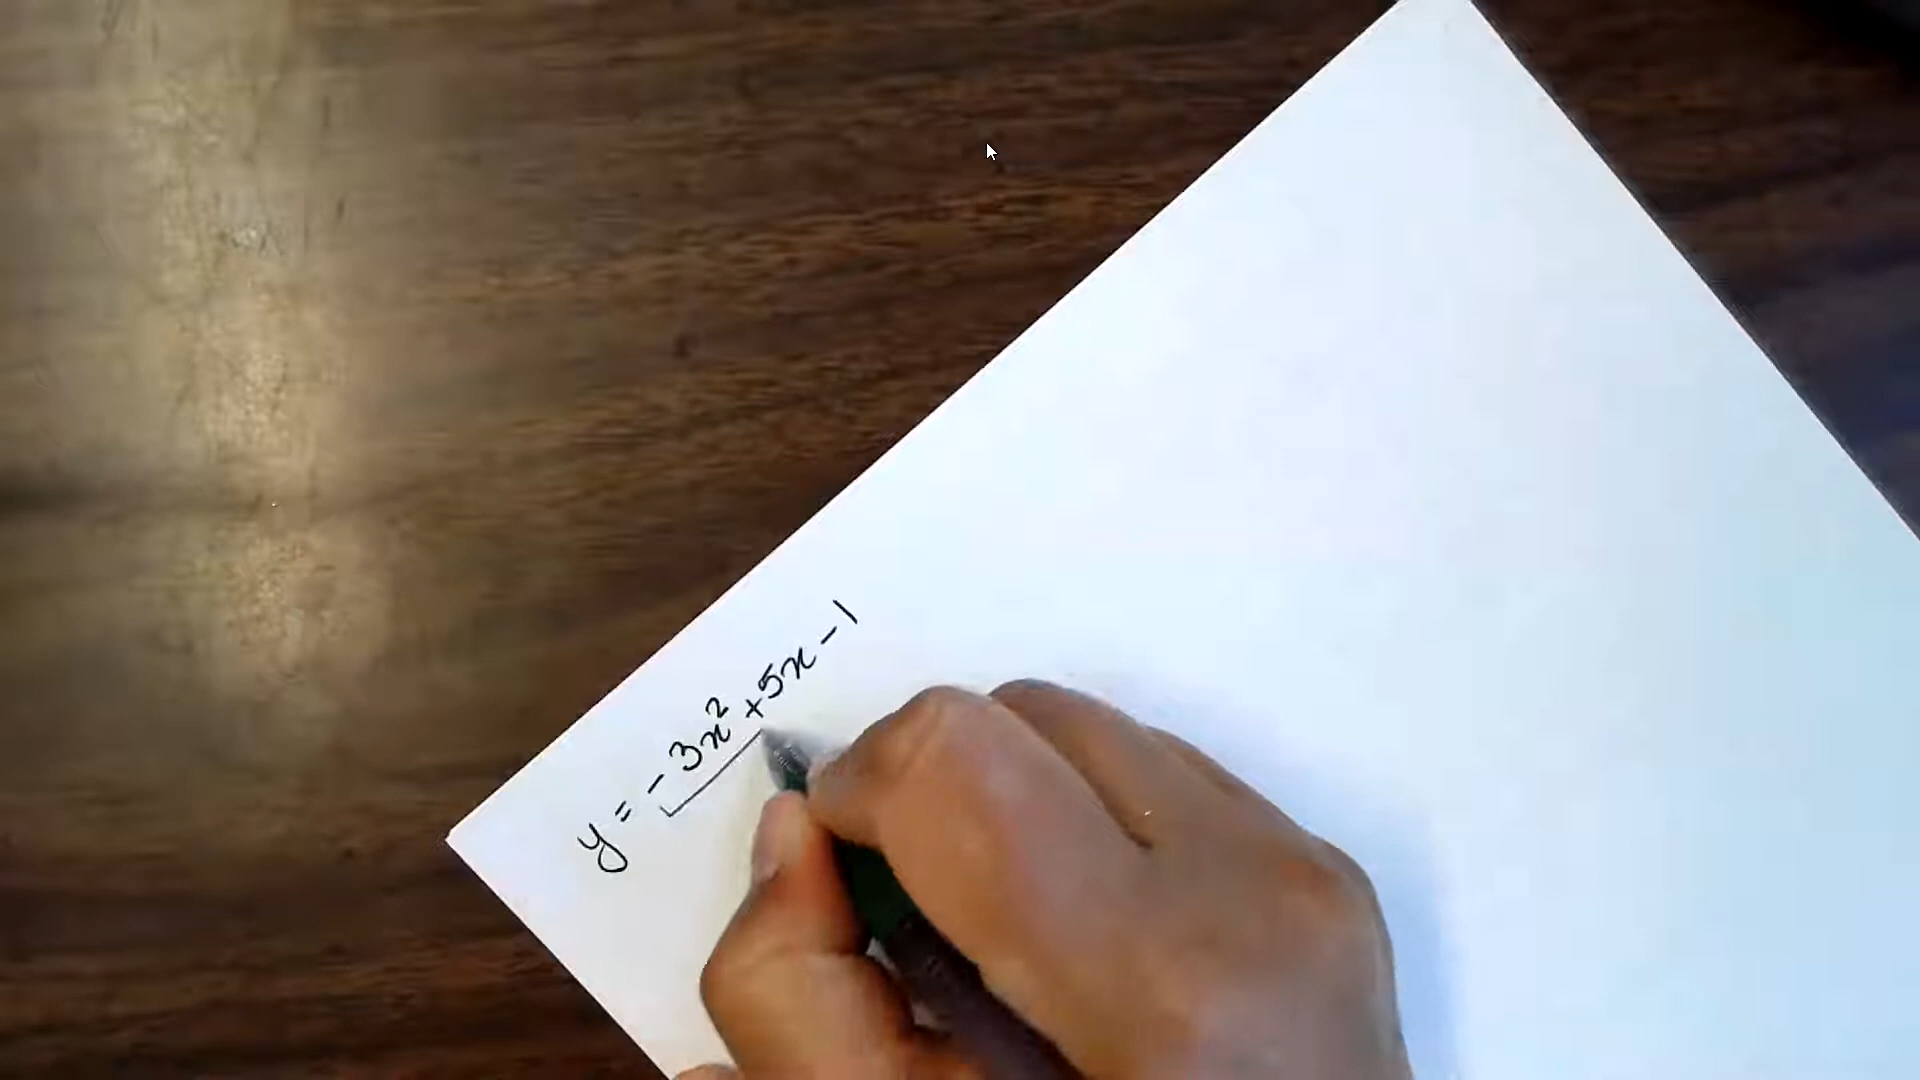 y = -3x² + 5x - 1